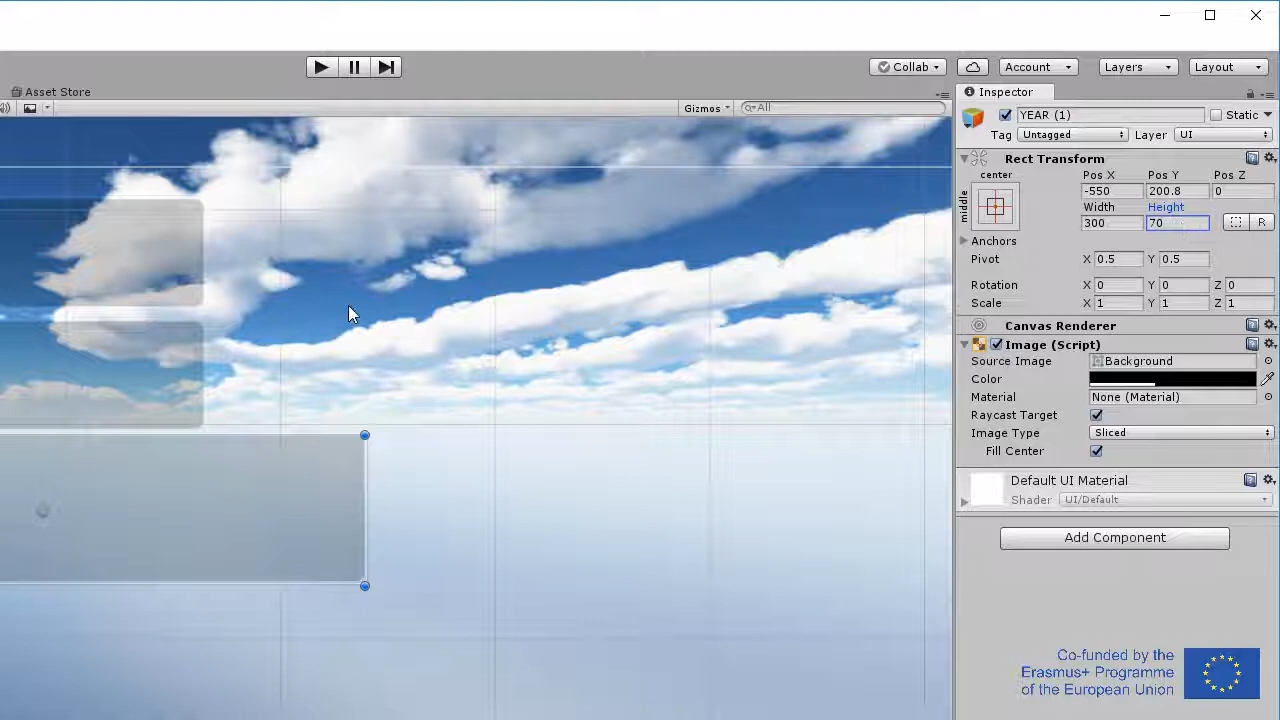 Collab Account Layers Layout
Asset Store Inspector
Gizmos All
YEAR (1) Static
Tag Untagged Layer UI
Rect Transform
center Pos X Pos Y Pos Z
-550 200.8 0
middle Width Height
300 70 R
Anchors
Pivot X 0.5 Y 0.5
Rotation X 0 Y 0 Z 0
Scale X 1 Y 1 Z 1
Canvas Renderer
Image (Script)
Source Image Background
Color
Material None (Material)
Raycast Target
Image Type Sliced
Fill Center
Default UI Material
Shader UI/Default
Add Component
Co-funded by the
Erasmus+ Programme
of the European Union